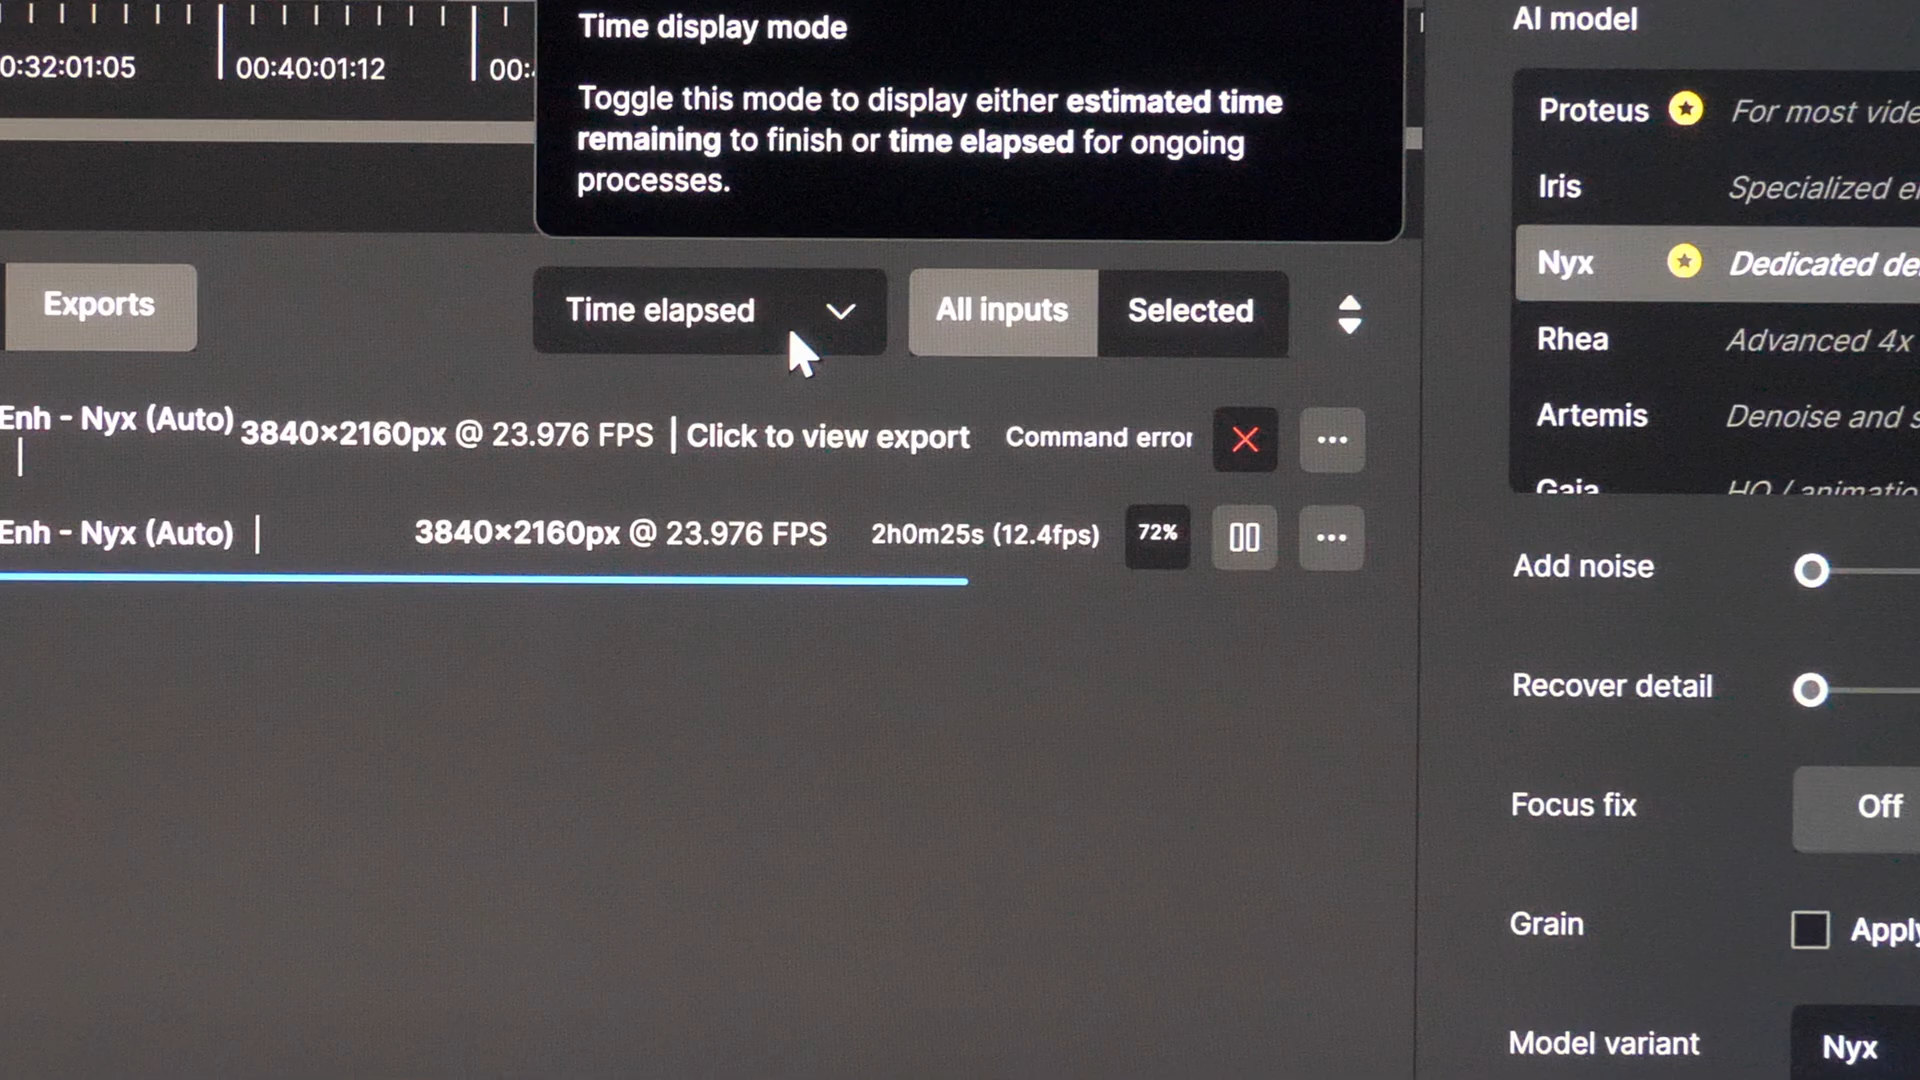 Time display mode
Toggle this mode to display either estimated time
remaining to finish or time elapsed for ongoing
processes.
0:32:01:05
00:40:01:12
00:
Exports
Time elapsed
All inputs
Selected
Enh - Nyx (Auto) | 3840×2160px @ 23.976 FPS | Click to view export Command error
Enh - Nyx (Auto) | 3840×2160px @ 23.976 FPS 2h0m25s (12.4fps) 72%
AI model
Proteus For most vide
Iris Specialized e
Nyx Dedicated de
Rhea Advanced 4x
Artemis Denoise and s
Gaia HQ / animatio
Add noise
Recover detail
Focus fix Off
Grain Apply
Model variant Nyx